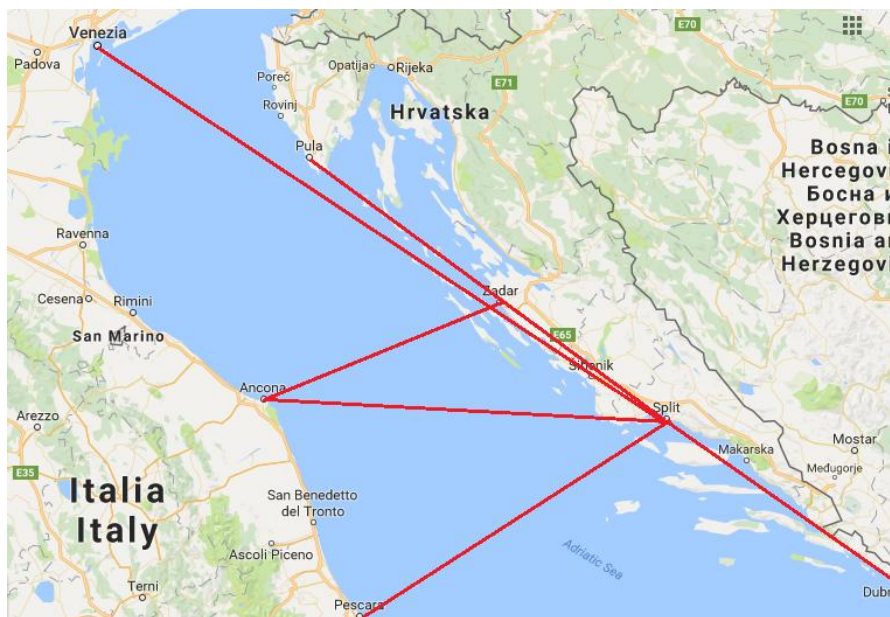 Venezia
Padova
Opatija
Rijeka
E71
E70
E70
Poreč
Rovinj
Hrvatska
Pula
Bosna i
Hercegovi
Босна и
Херцегови
Bosnia an
Herzegovi
Ravenna
Cesena
Rimini
San Marino
Zadar
E65
Šibenik
Ancona
Arezzo
Split
Makarska
Mostar
Međugorje
E35
Italia
Italy
San Benedetto
del Tronto
Ascoli Piceno
Adriatic Sea
Terni
Pescara
Dubr